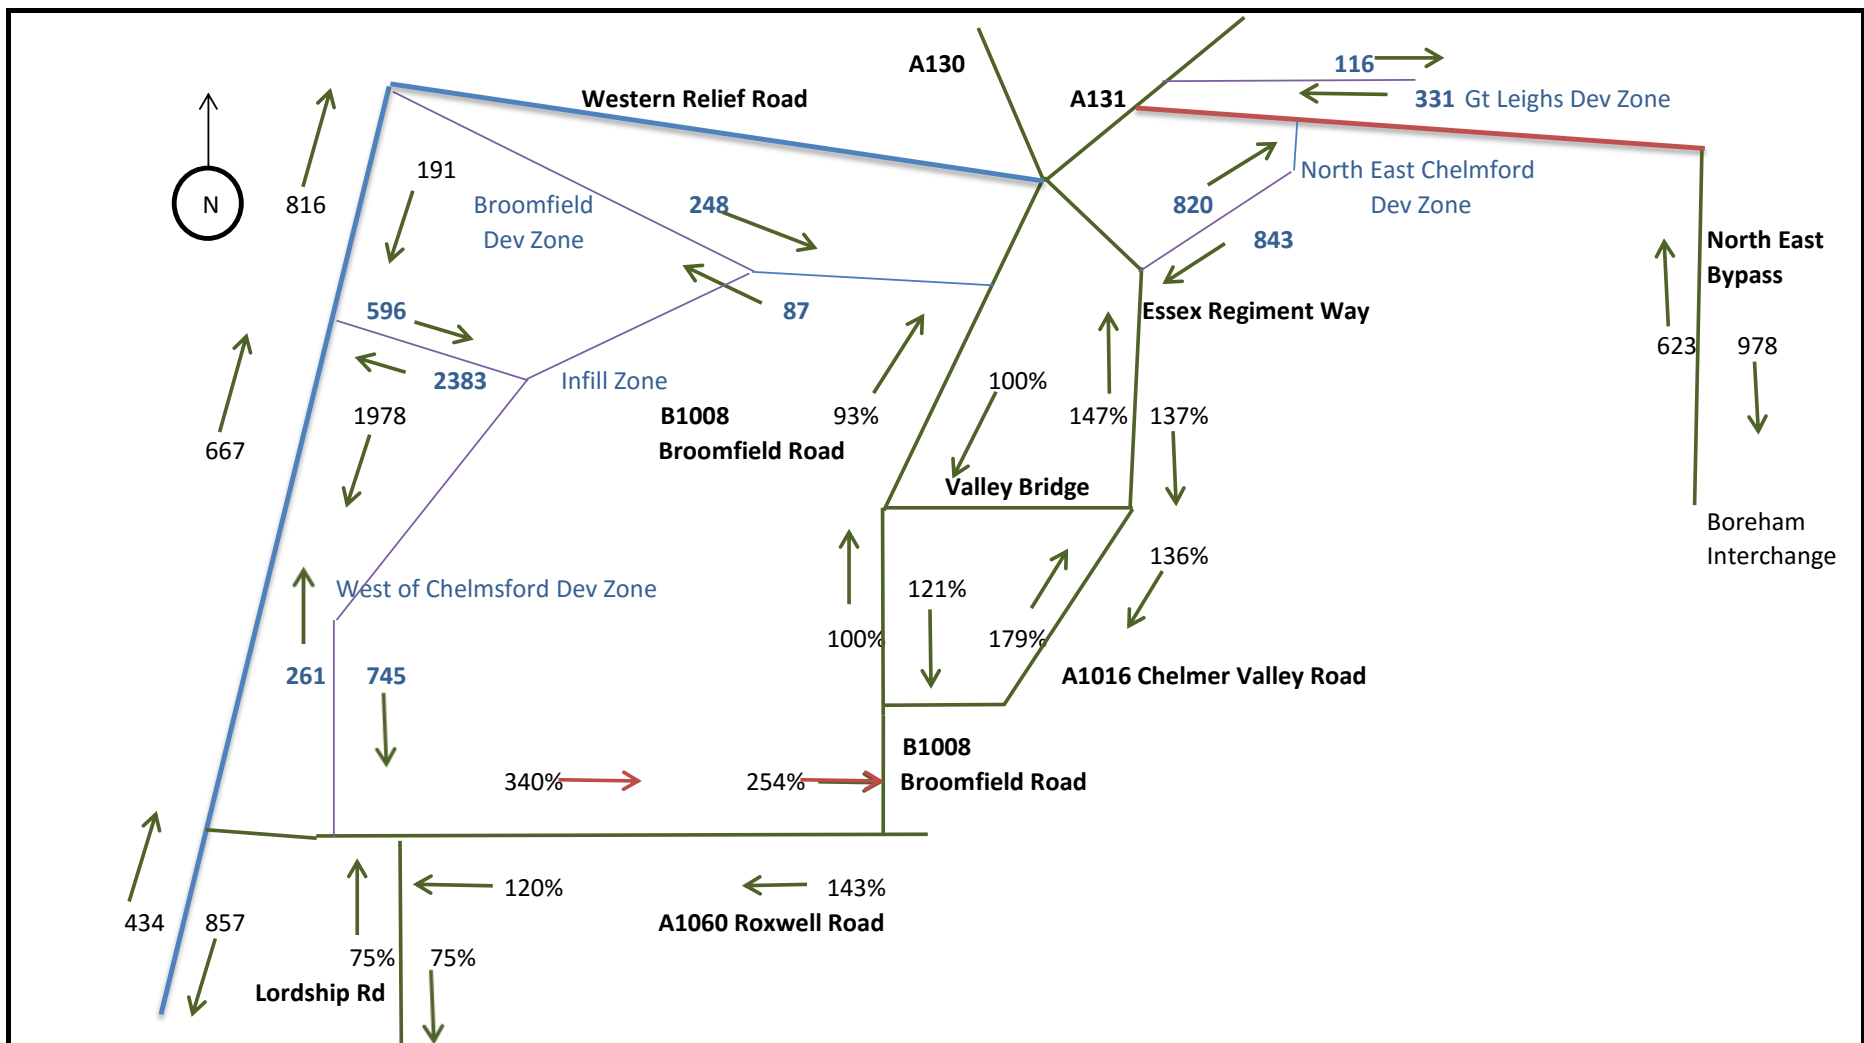 A130
116
Western Relief Road
A131
331 Gt Leighs Dev Zone
191
North East Chelmford
Dev Zone
N
816
Broomfield
Dev Zone
248
820
843
North East
Bypass
596
87
Essex Regiment Way
623
978
2383
Infill Zone
100%
1978
B1008
Broomfield Road
93%
147%
137%
667
Valley Bridge
Boreham
Interchange
136%
West of Chelmsford Dev Zone
121%
100%
179%
261
745
A1016 Chelmer Valley Road
B1008
Broomfield Road
340%
254%
120%
143%
434
857
A1060 Roxwell Road
75%
75%
Lordship Rd